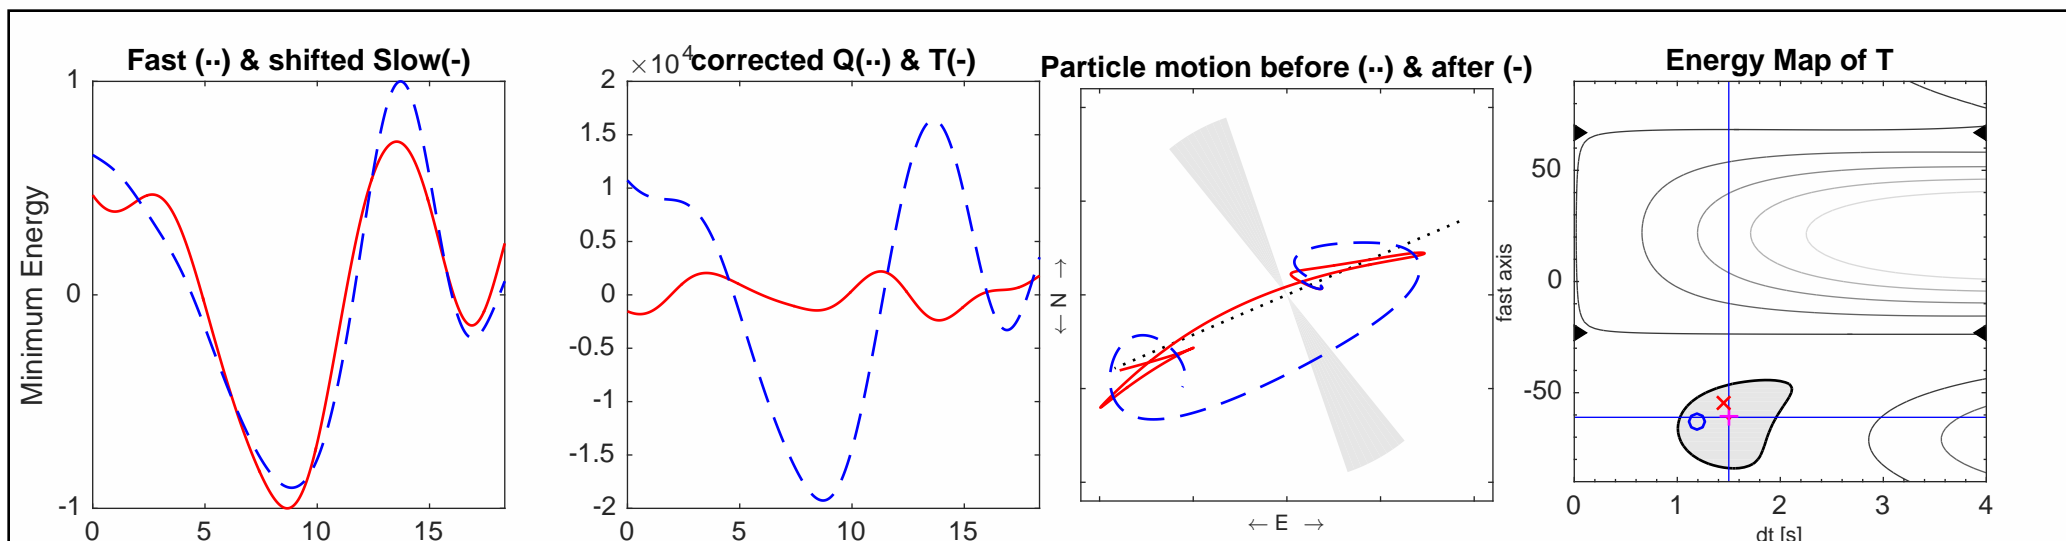 Fast (··) & shifted Slow(-)
Minimum Energy
1
0
-1
0 5 10 15
×10⁴
corrected Q(··) & T(-)
2
1.5
1
0.5
0
-0.5
-1
-1.5
-2
0 5 10 15
Particle motion before (··) & after (-)
← N →
← E →
Energy Map of T
fast axis
50
0
-50
0 1 2 3 4
dt [s]